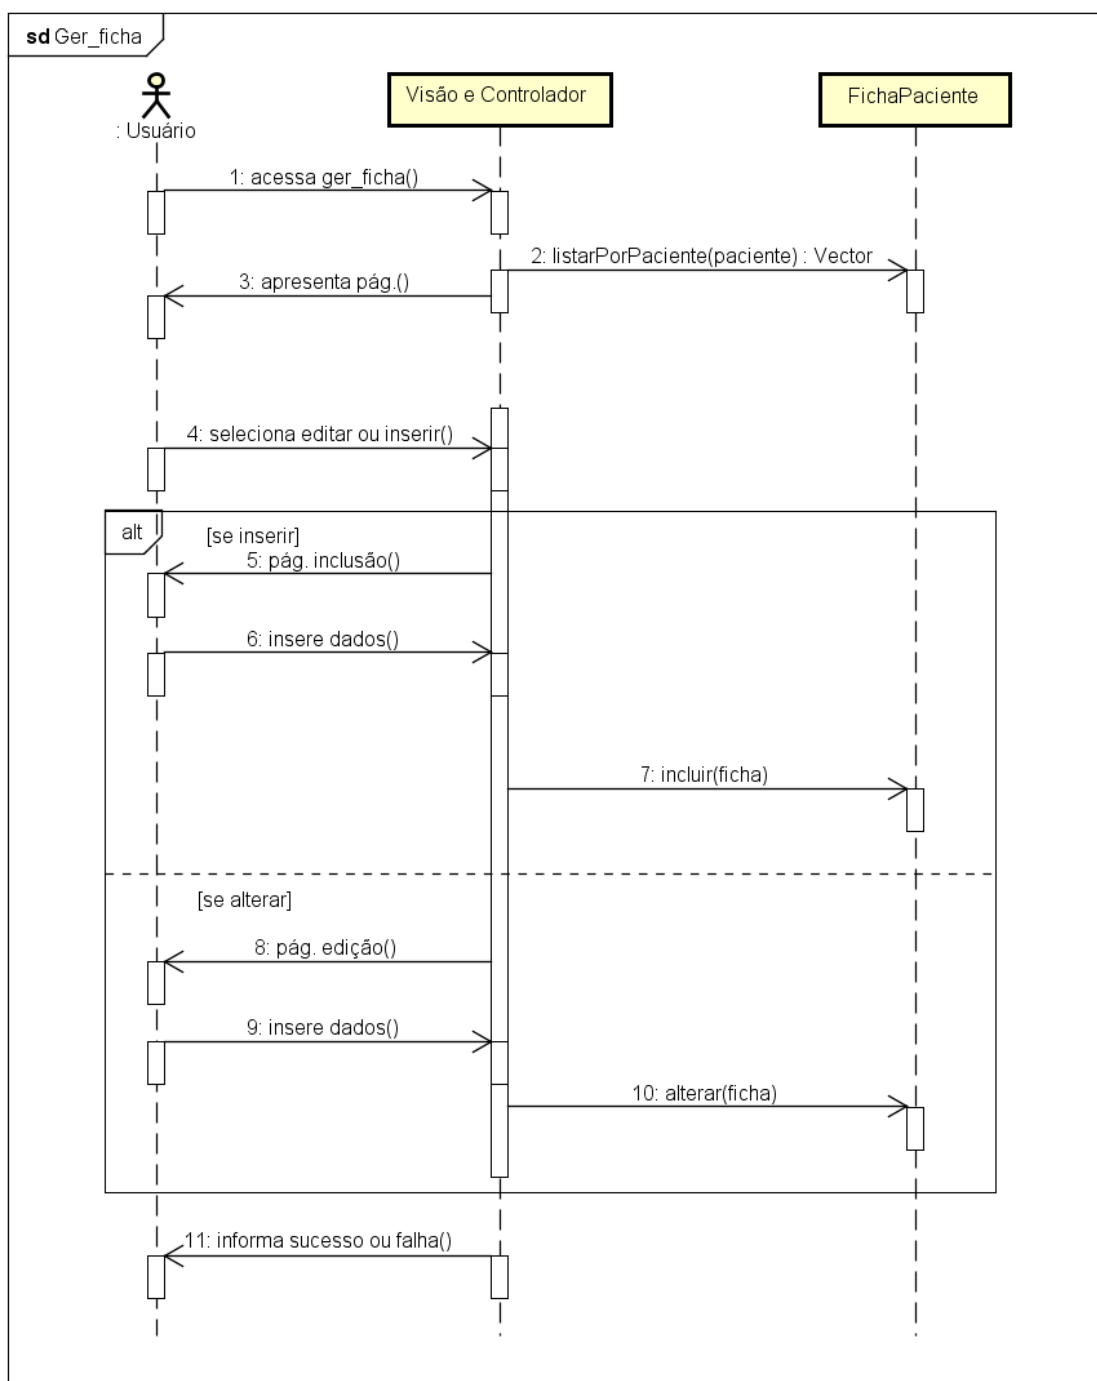 sd Ger_ficha
: Usuário
Visão e Controlador
FichaPaciente
1: acessa ger_ficha()
2: listarPorPaciente(paciente) : Vector
3: apresenta pág.()
4: seleciona editar ou inserir()
alt
[se inserir]
5: pág. inclusão()
6: insere dados()
7: incluir(ficha)
[se alterar]
8: pág. edição()
9: insere dados()
10: alterar(ficha)
11: informa sucesso ou falha()